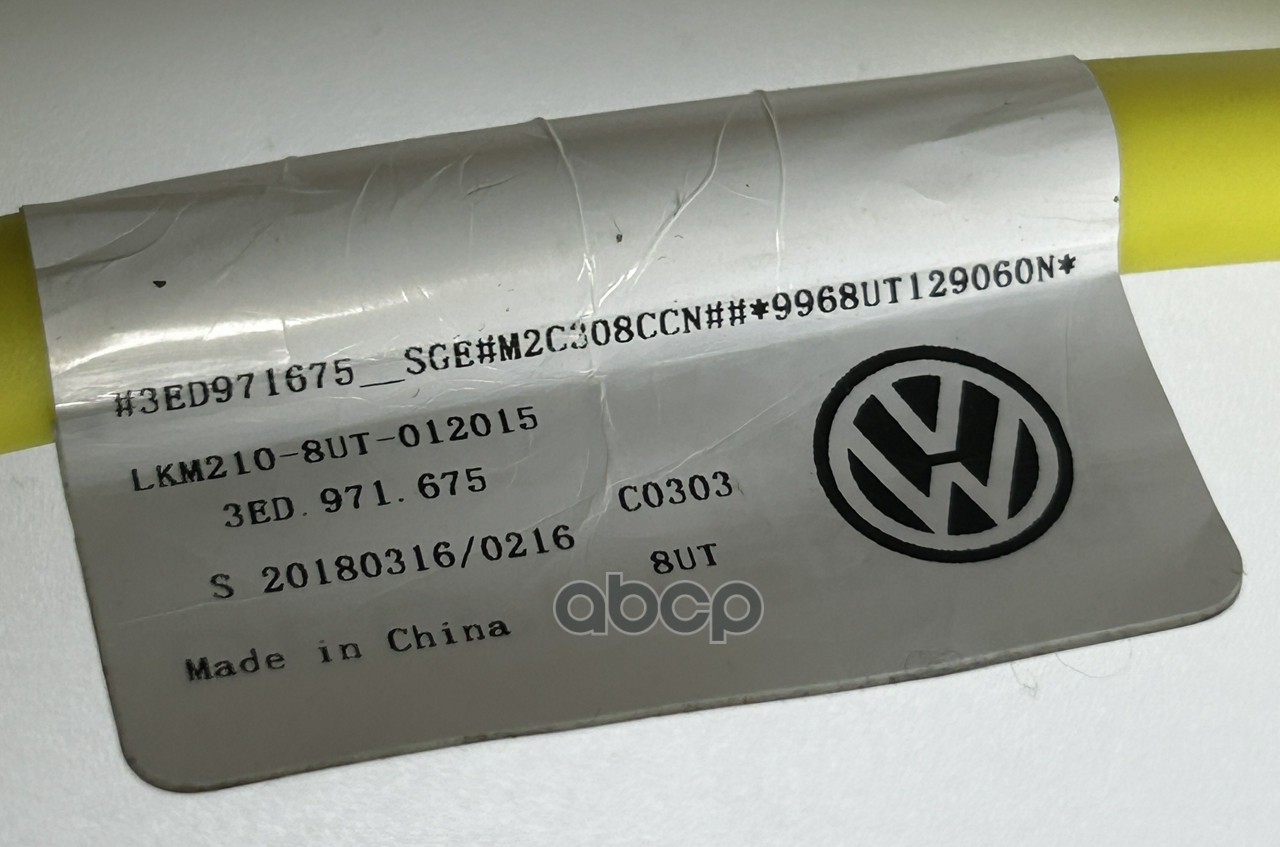 #3ED971675__SGE#M2C308CCN##*9968UT129060N*
LKM210-8UT-012015
3ED.971.675
C0303
S 20180316/0216
8UT
Made in China
abcp